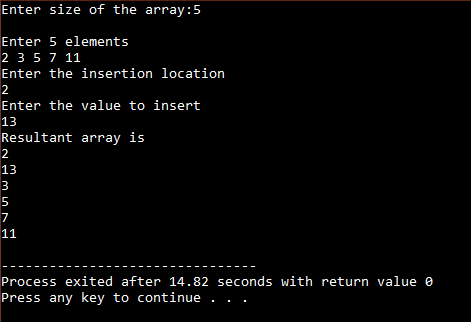 Enter size of the array:5
Enter 5 elements
2 3 5 7 11
Enter the insertion location
2
Enter the value to insert
13
Resultant array is
2
13
3
5
7
11
--------------------------------
Process exited after 14.82 seconds with return value 0
Press any key to continue . . .